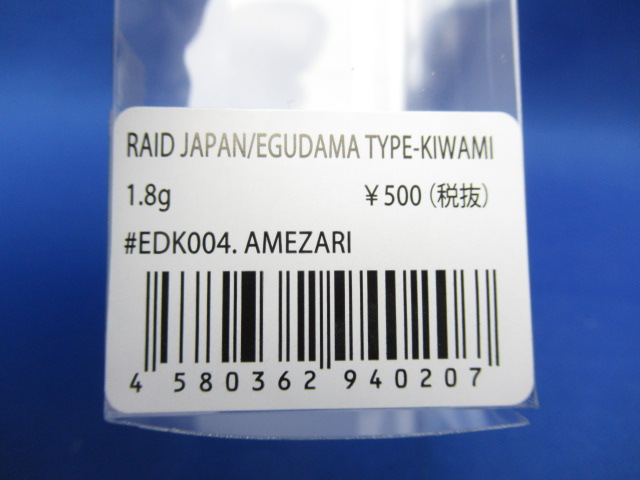 RAID JAPAN/EGUDAMA TYPE-KIWAMI
1.8g ¥500(税抜)
#EDK004. AMEZARI
4 580362 940207